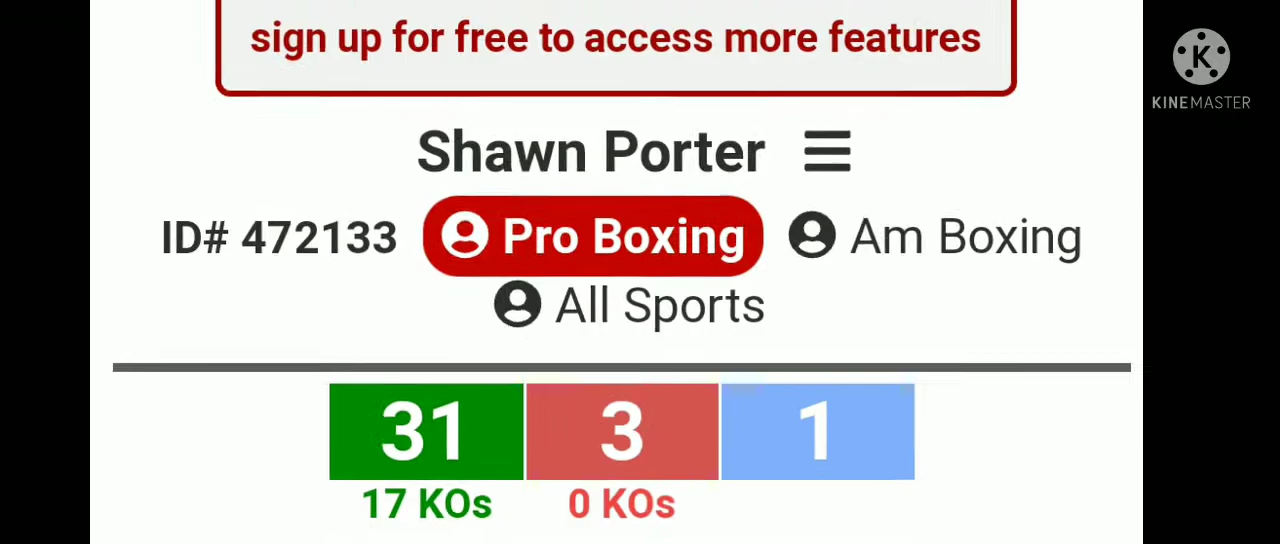 sign up for free to access more features
K
KINEMASTER
Shawn Porter
ID# 472133 Pro Boxing Am Boxing
All Sports
31 3 1
17 KOs 0 KOs